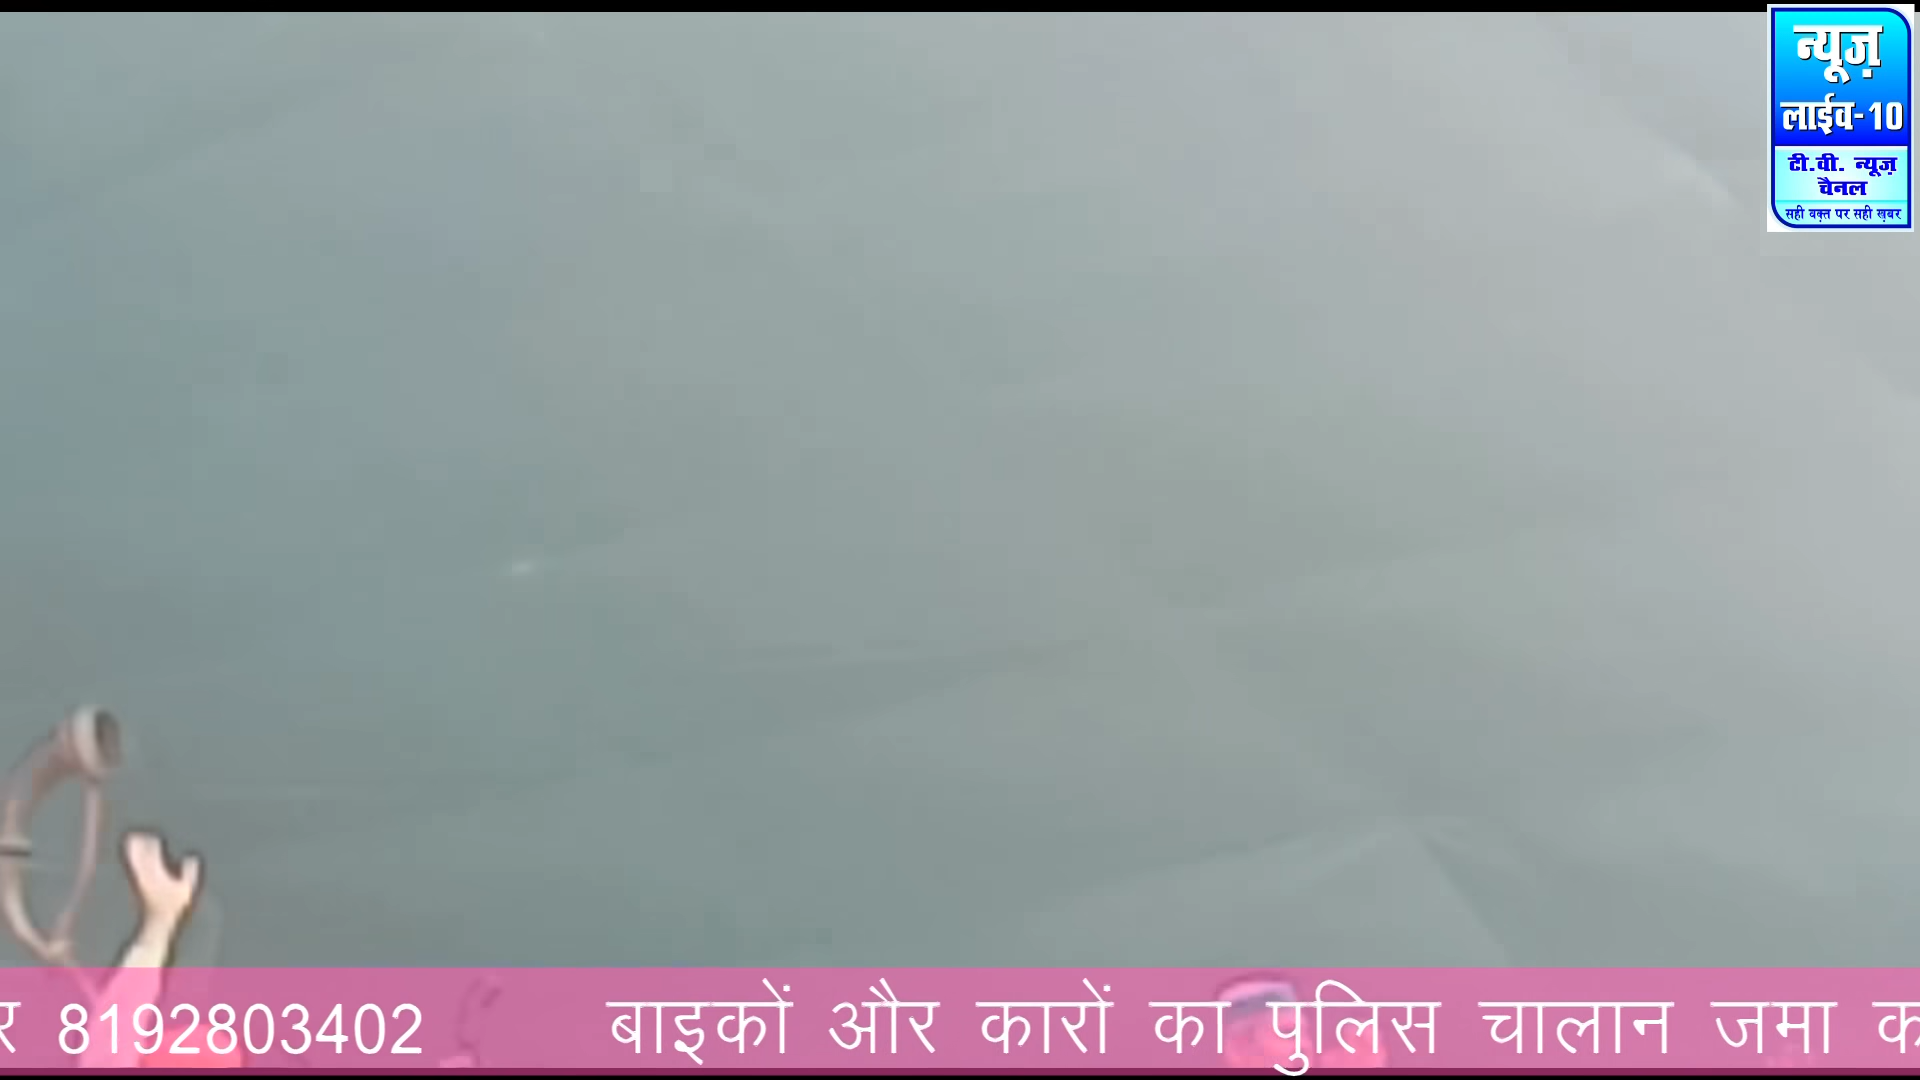 न्यूज़
लाईव-10
टी.वी. न्यूज़
चैनल
सही वक़्त पर सही ख़बर
8192803402 बाइकों और कारों का पुलिस चालान जमा